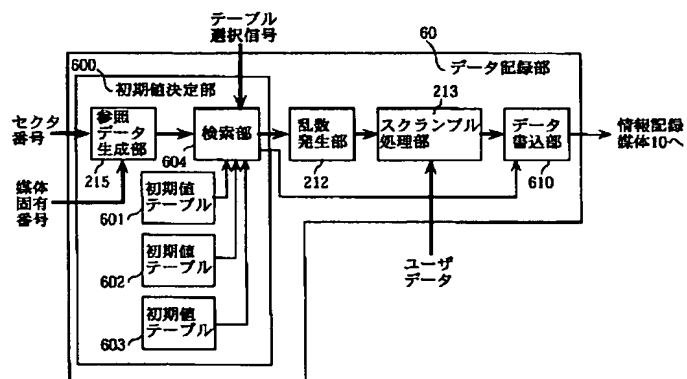 テーブル
選択信号
60
データ記録部
600
初期値決定部
セクタ
番号
参照
データ
生成部
215
検索部
604
乱数
発生部
212
213
スクランブル
処理部
データ
書込部
610
情報記録
媒体10へ
媒体
固有
番号
初期値
テーブル
601
初期値
テーブル
602
初期値
テーブル
603
ユーザ
データ